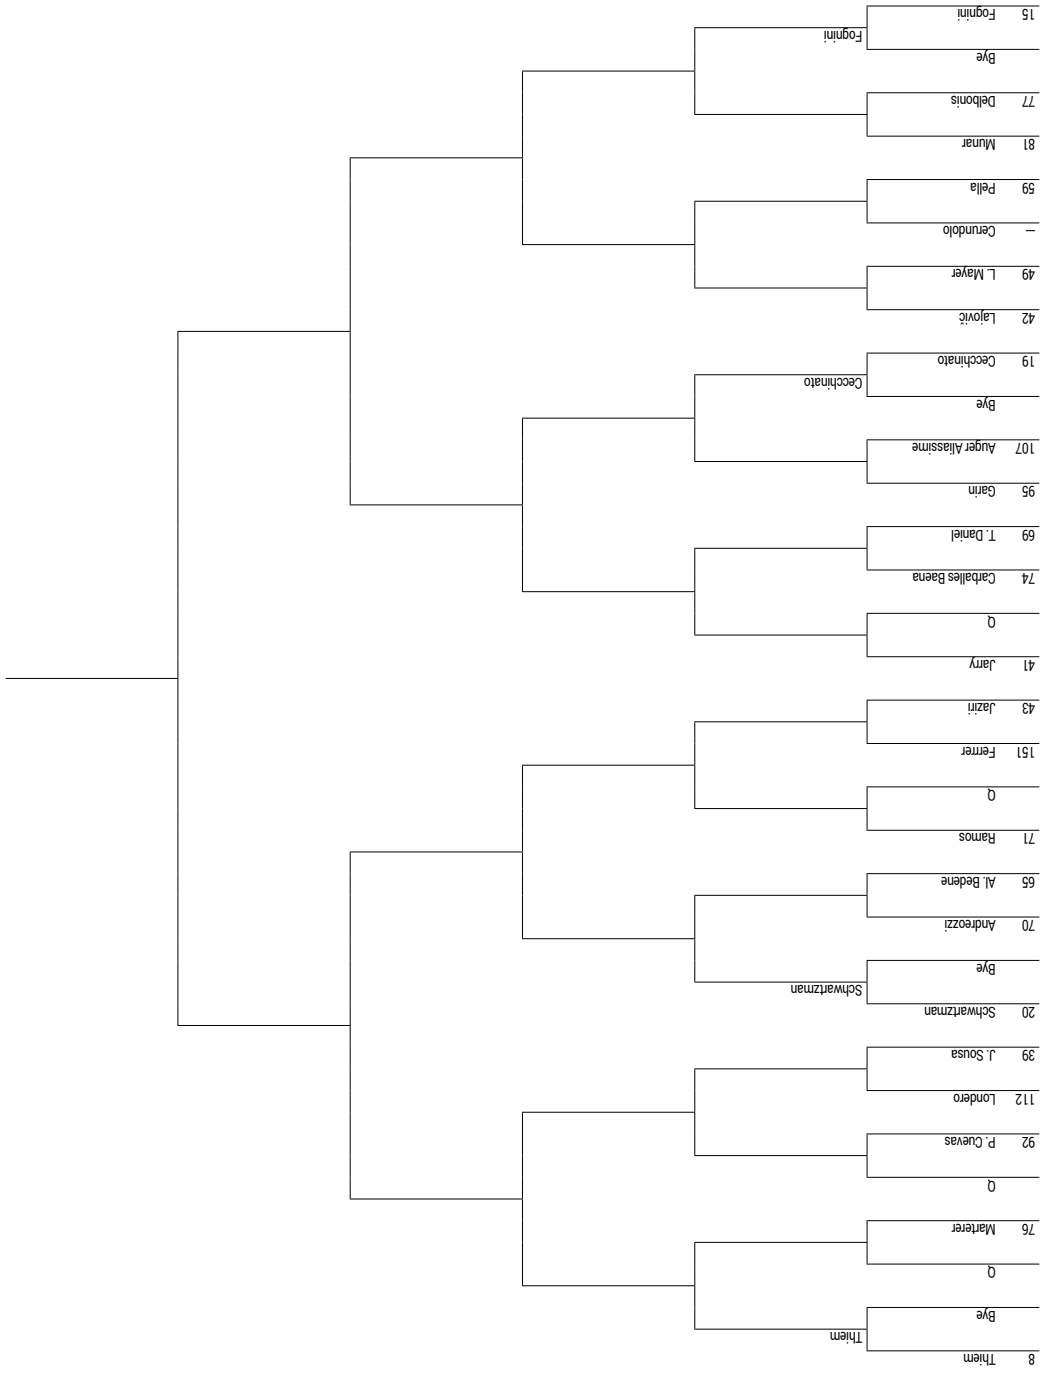 8 Thiem
Thiem
Bye
Q
76 Marterer
Q
92 P. Cuevas
112 Londero
39 J. Sousa
20 Schwartzman
Schwartzman
Bye
70 Andreozzi
65 Al. Bedene
71 Ramos
Q
151 Ferrer
43 Jaziri
41 Jarry
Q
74 Carballes Baena
69 T. Daniel
95 Garin
107 Auger Aliassime
Bye
Cecchinato
19 Cecchinato
42 Lajović
49 L. Mayer
— Cerundolo
59 Pella
81 Munar
77 Delbonis
Bye
Fognini
15 Fognini